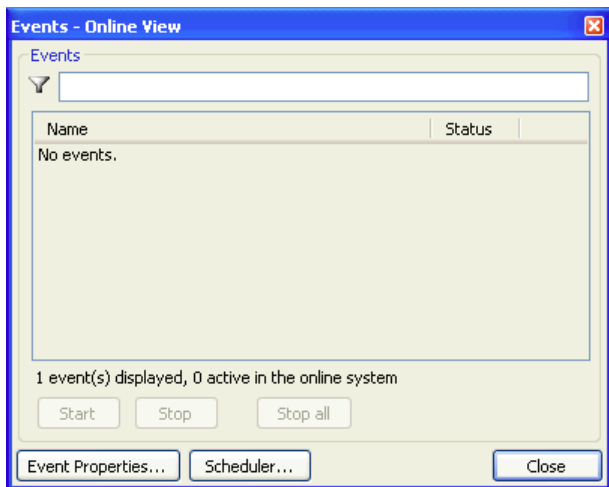 Events - Online View
Events
Name Status
No events.
1 event(s) displayed, 0 active in the online system
Start Stop Stop all
Event Properties... Scheduler... Close